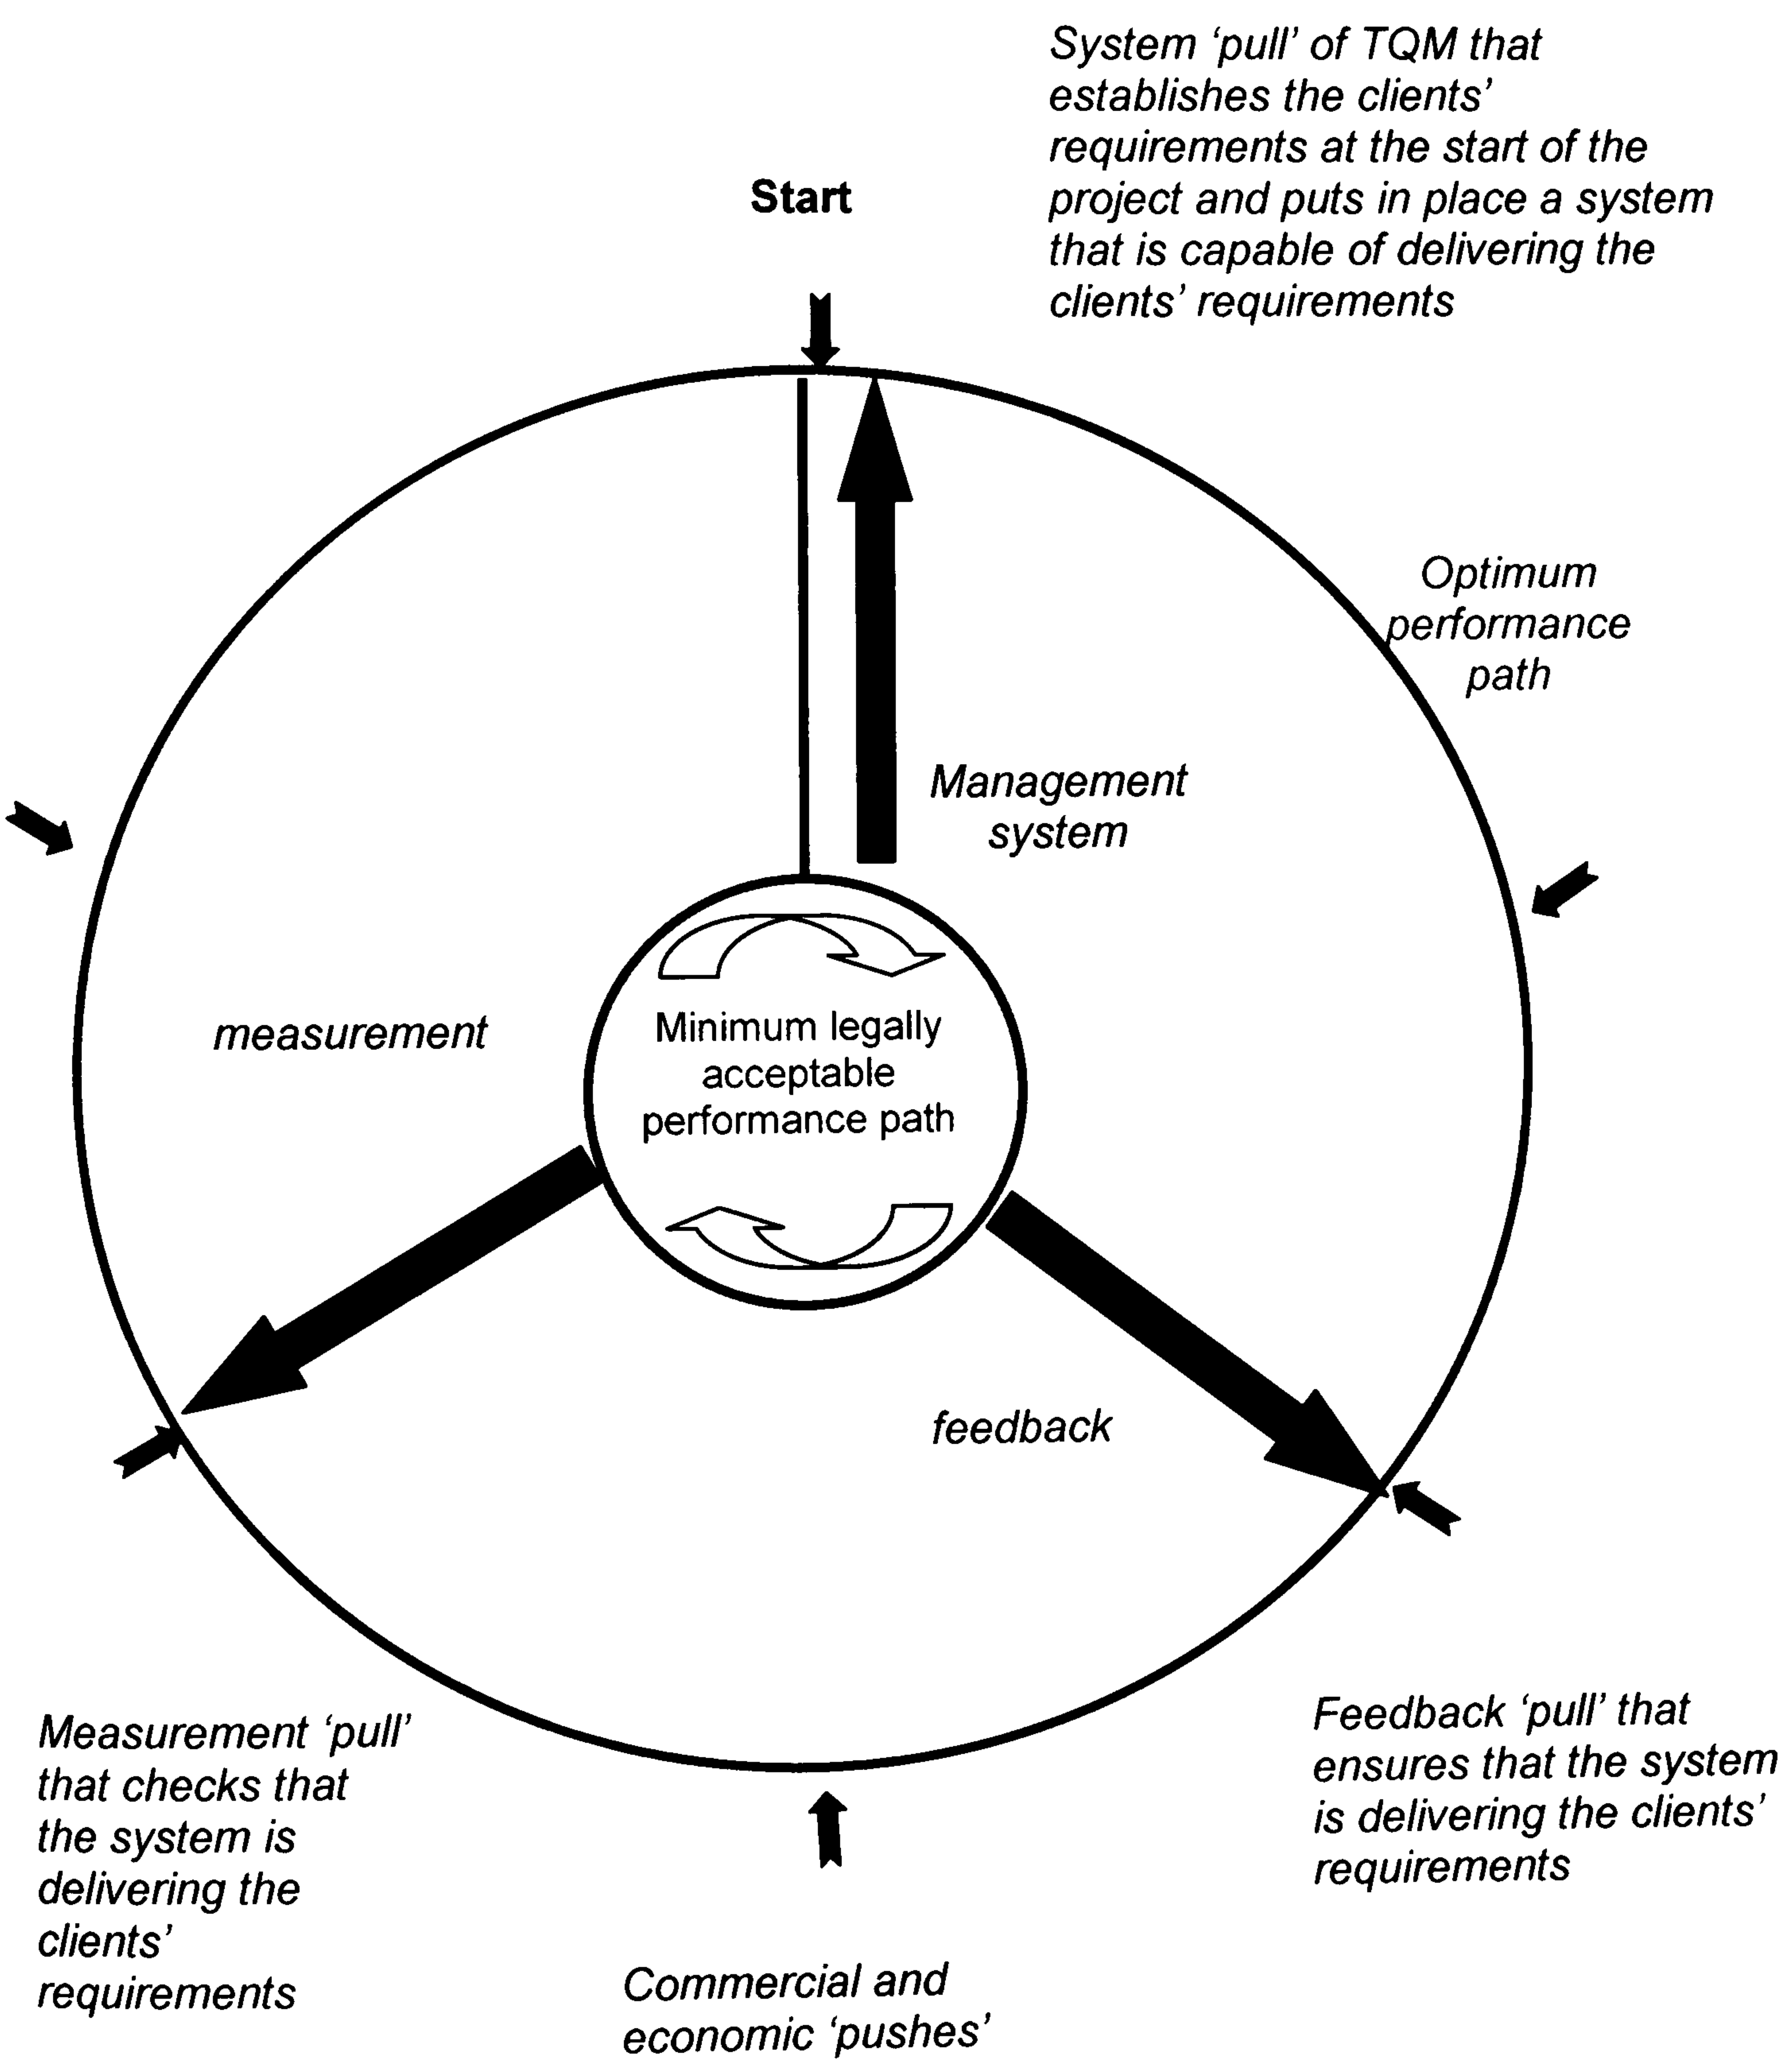 System ‘pull’ of TQM that
establishes the clients’
requirements at the start of the
project and puts in place a system
that is capable of delivering the
clients’ requirements
Start
Optimum
performance
path
Management
system
measurement
Minimum legally
acceptable
performance path
feedback
Measurement ‘pull’
that checks that
the system is
delivering the
clients’
requirements
Feedback ‘pull’ that
ensures that the system
is delivering the clients’
requirements
Commercial and
economic ‘pushes’